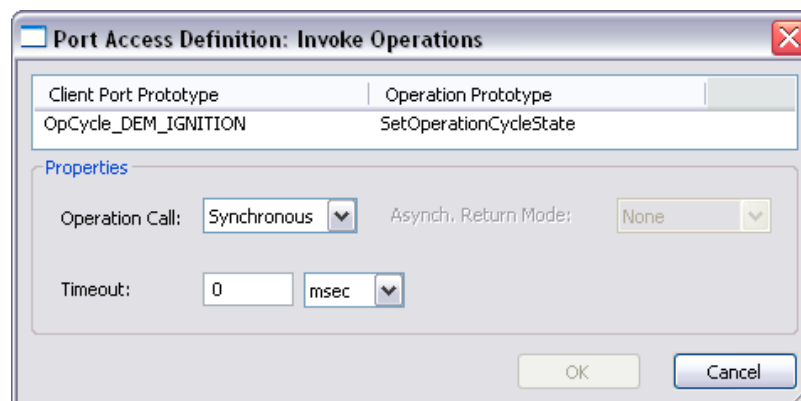 Port Access Definition: Invoke Operations
Client Port Prototype Operation Prototype
OpCycle_DEM_IGNITION SetOperationCycleState
Properties
Operation Call: Synchronous Asynch. Return Mode: None
Timeout: 0 msec
OK Cancel